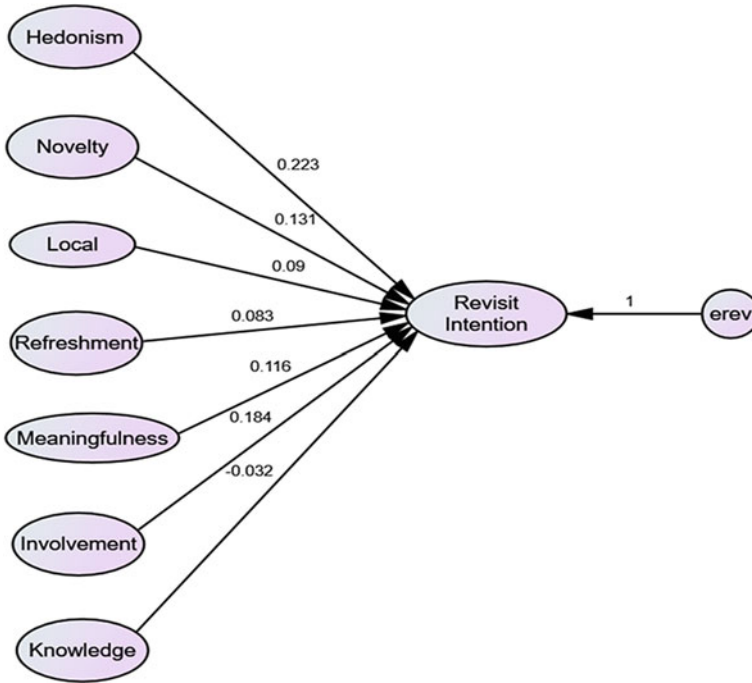 Hedonism
0.223
Novelty
0.131
Local
0.09
Refreshment
0.083
Revisit
Intention
1
erev
Meaningfulness
0.116
Involvement
0.184
Knowledge
-0.032